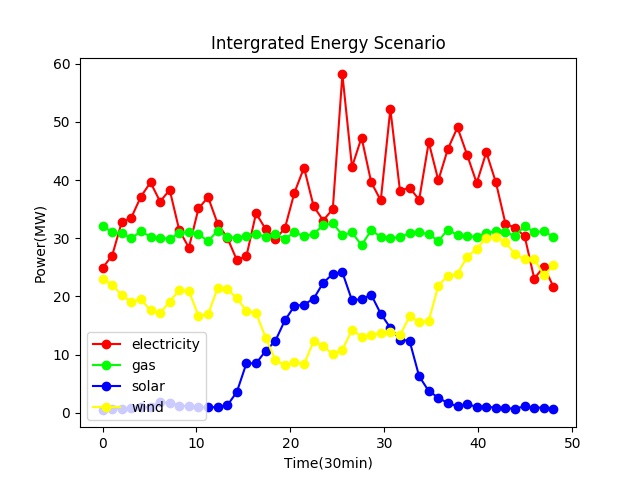 Intergrated Energy Scenario
Power(MW)
60
50
40
30
20
10
0
electricity
gas
solar
wind
0 10 20 30 40 50
Time(30min)